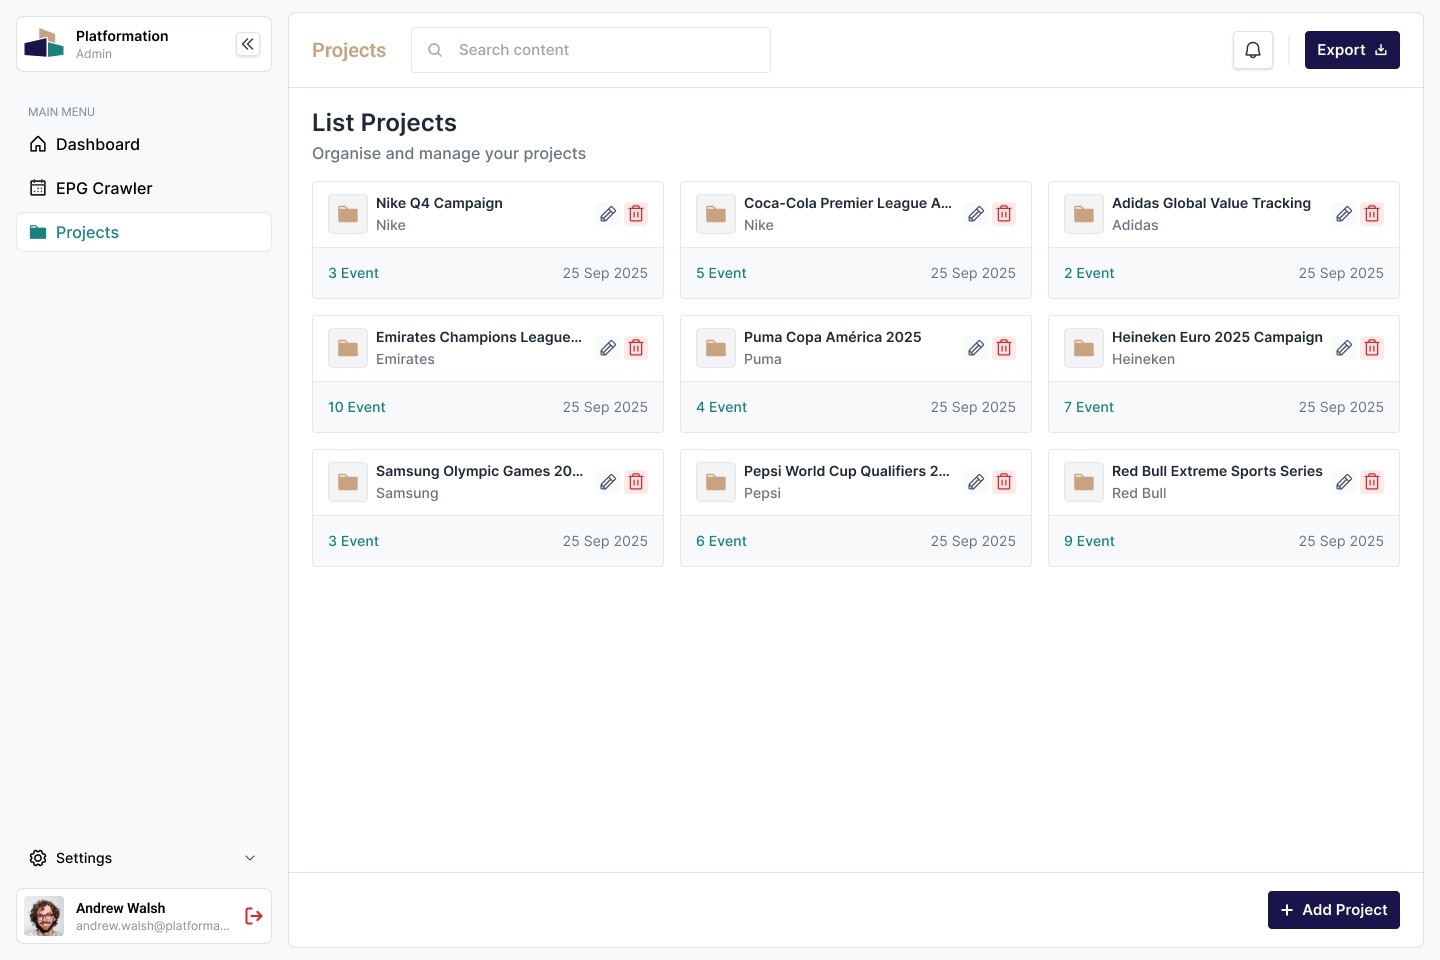 Platformation
Admin
MAIN MENU
Dashboard
EPG Crawler
Projects
Settings
Andrew Walsh
andrew.walsh@platforma...
Projects
Search content
Export
List Projects
Organise and manage your projects
Nike Q4 Campaign
Nike
3 Event
25 Sep 2025
Coca-Cola Premier League A...
Nike
5 Event
25 Sep 2025
Adidas Global Value Tracking
Adidas
2 Event
25 Sep 2025
Emirates Champions League...
Emirates
10 Event
25 Sep 2025
Puma Copa América 2025
Puma
4 Event
25 Sep 2025
Heineken Euro 2025 Campaign
Heineken
7 Event
25 Sep 2025
Samsung Olympic Games 20...
Samsung
3 Event
25 Sep 2025
Pepsi World Cup Qualifiers 2...
Pepsi
6 Event
25 Sep 2025
Red Bull Extreme Sports Series
Red Bull
9 Event
25 Sep 2025
Add Project